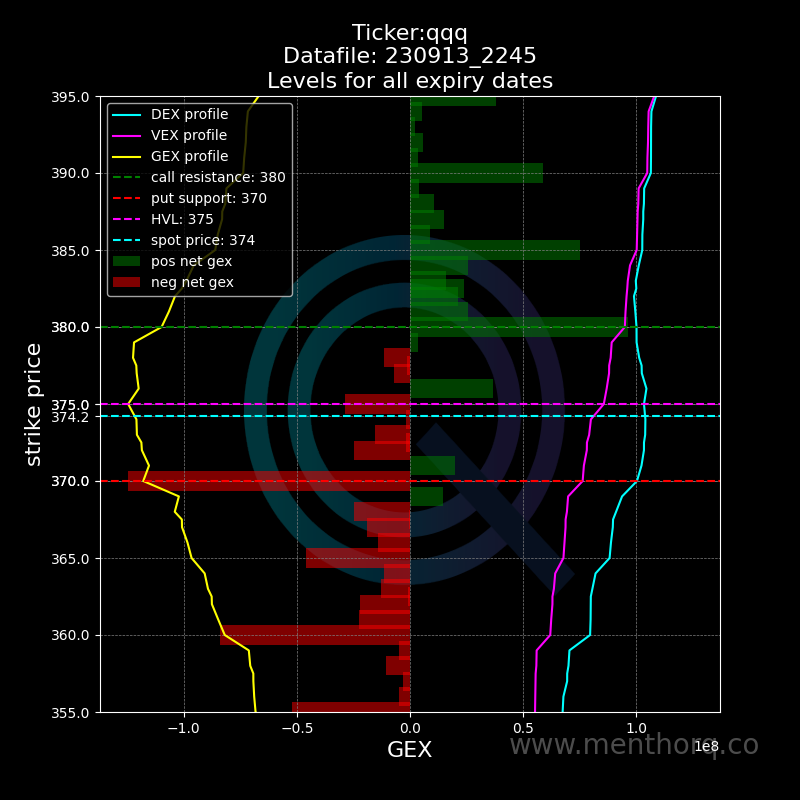 Ticker:qqq
Datafile: 230913_2245
Levels for all expiry dates
395.0
390.0
385.0
380.0
375.0
374.2
370.0
365.0
360.0
355.0
strike price
DEX profile
VEX profile
GEX profile
call resistance: 380
put support: 370
HVL: 375
spot price: 374
pos net gex
neg net gex
−1.0
−0.5
0.0
0.5
1.0
1e8
GEX
www.menthorq.co